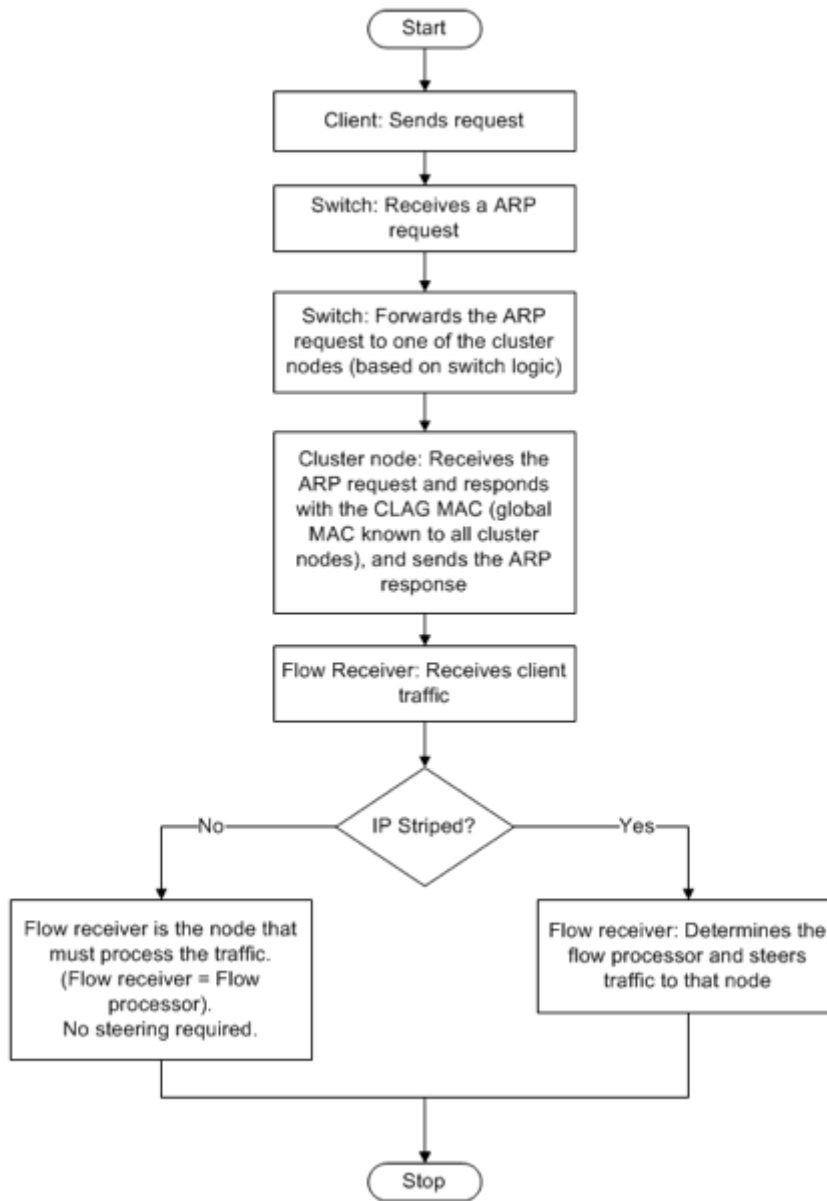 Start
Client: Sends request
Switch: Receives a ARP
request
Switch: Forwards the ARP
request to one of the cluster
nodes (based on switch logic)
Cluster node: Receives the
ARP request and responds
with the CLAG MAC (global
MAC known to all cluster
nodes), and sends the ARP
response
Flow Receiver: Receives client
traffic
IP Striped?
No
Yes
Flow receiver is the node that
must process the traffic.
(Flow receiver = Flow
processor).
No steering required.
Flow receiver: Determines the
flow processor and steers
traffic to that node
Stop